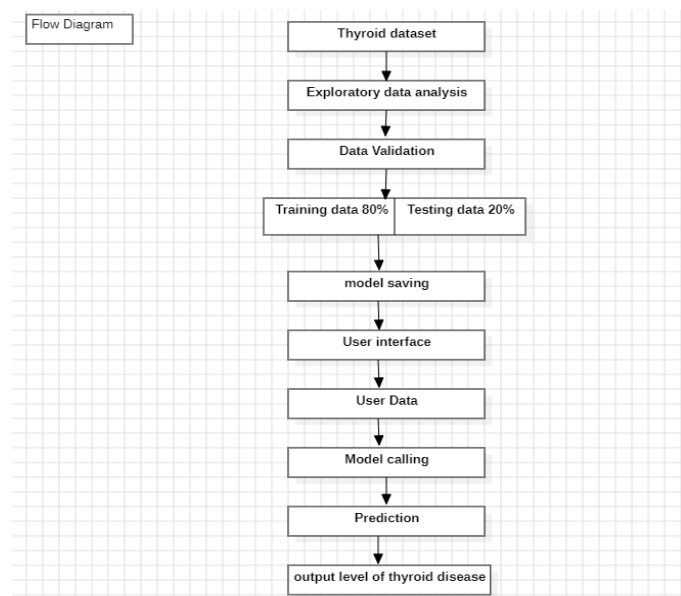 Flow Diagram
Thyroid dataset
Exploratory data analysis
Data Validation
Training data 80% Testing data 20%
model saving
User interface
User Data
Model calling
Prediction
output level of thyroid disease